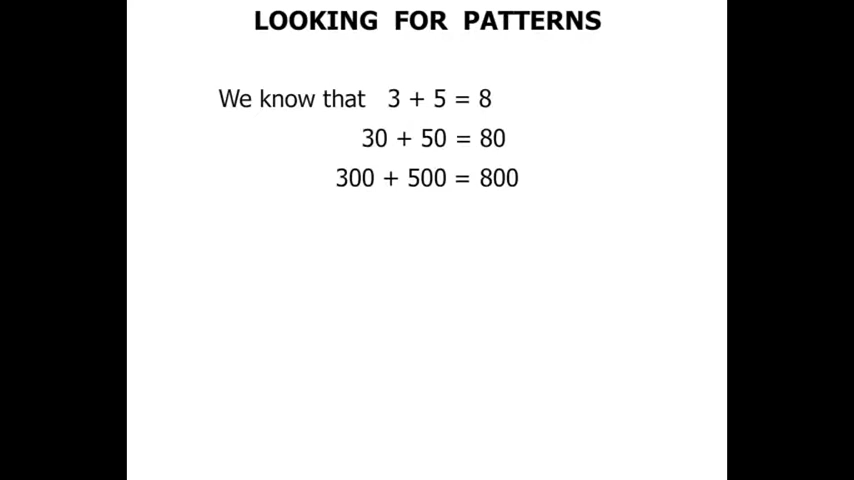 LOOKING FOR PATTERNS
We know that 3 + 5 = 8
30 + 50 = 80
300 + 500 = 800